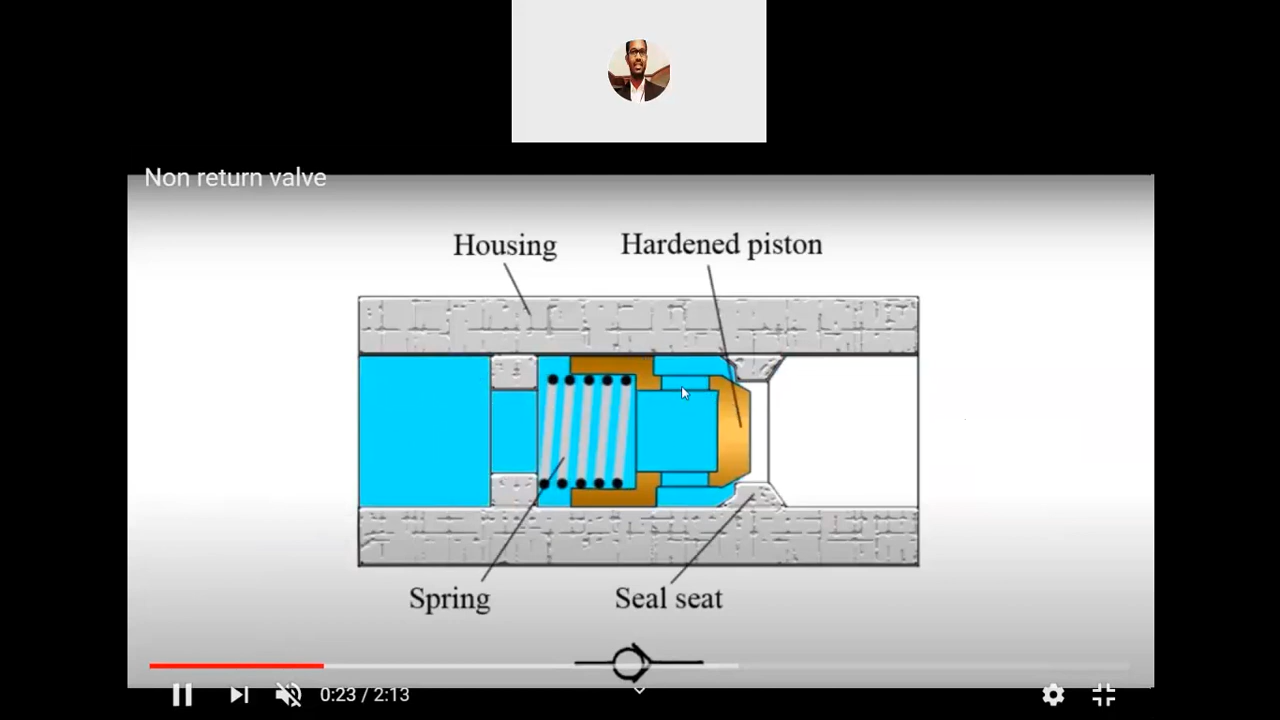 Non return valve
Housing
Hardened piston
Spring
Seal seat
0:23 / 2:13